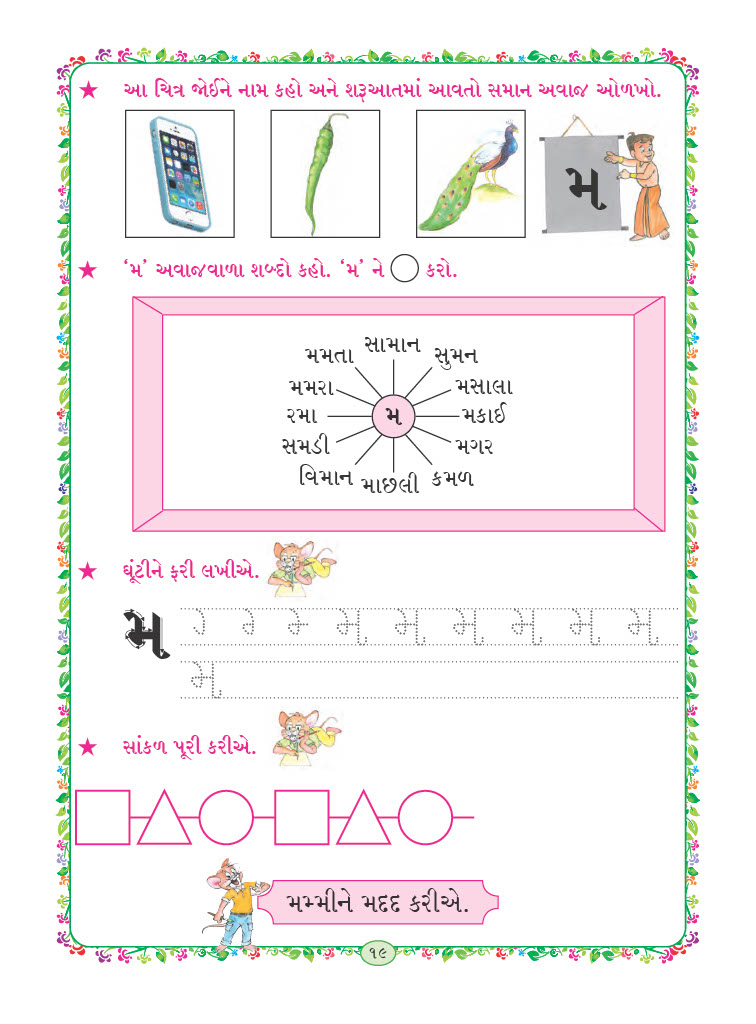 ★ આ ચિત્ર જોઈને નામ કહો અને શરૂઆતમાં આવતો સમાન અવાજ ઓળખો.
મ
★ ‘મ’ અવાજવાળા શબ્દો કહો. ‘મ’ ને ◯ કરો.
સામાન
મમતા સુમન
મમરા મસાલા
રમા મ મકાઈ
સમડી મગર
વિમાન માછલી કમળ
★ ઘૂંટીને ફરી લખીએ.
મ ર ર મ મ મ મ મ મ
મ
★ સાંકળ પૂરી કરીએ.
મમ્મીને મદદ કરીએ.
૧૯